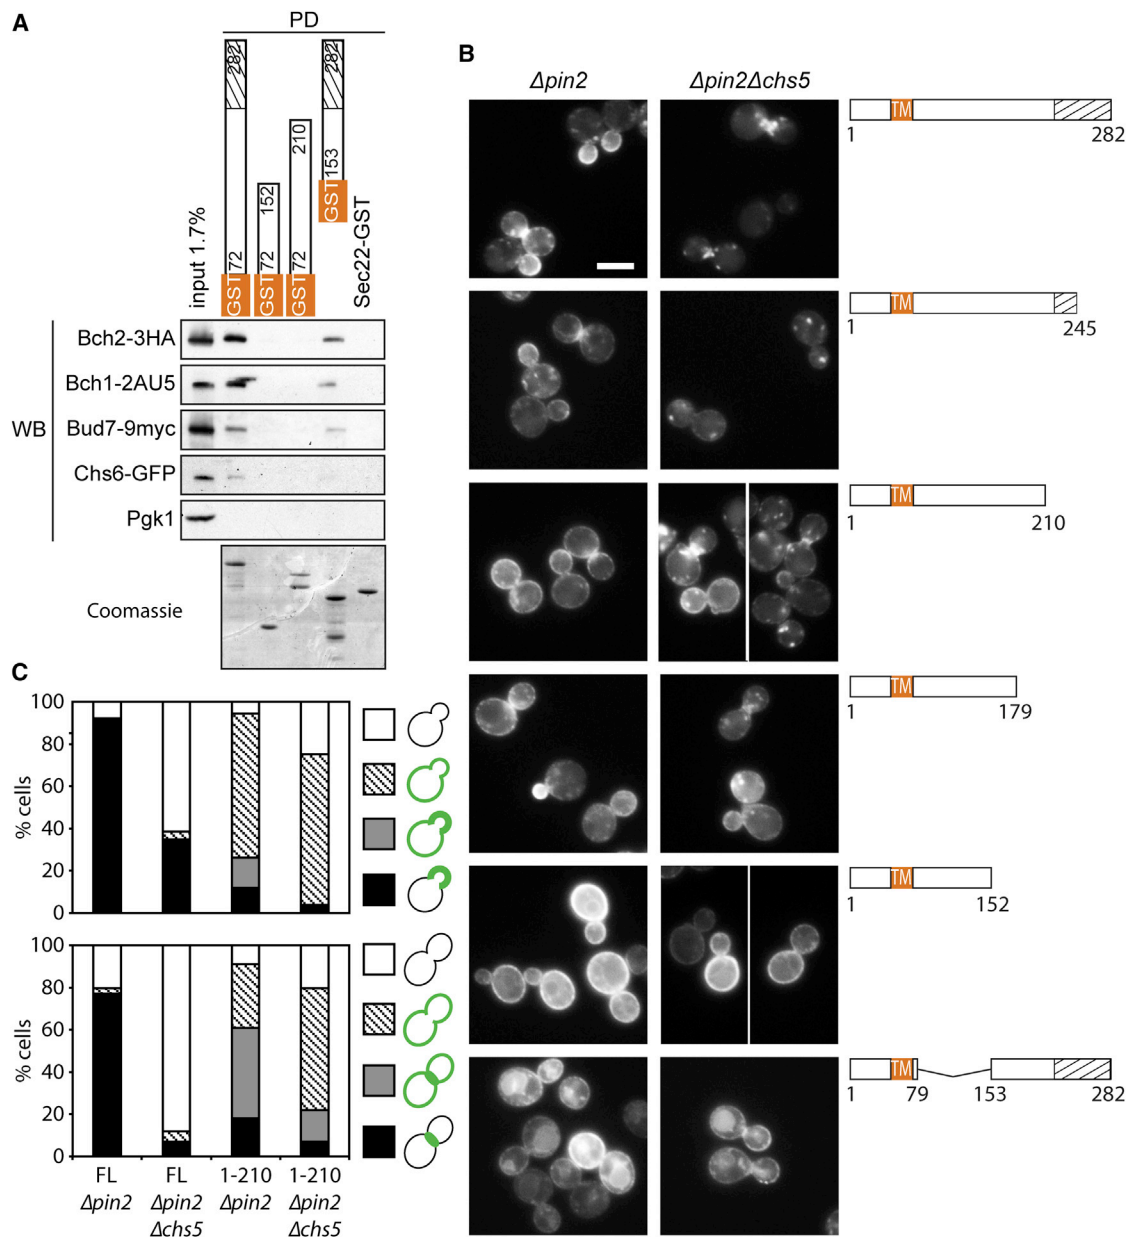 A
PD
282
282
210
152
153
GST
input 1.7%
Sec22-GST
GST 72
GST 72
GST 72
WB
Bch2-3HA
Bch1-2AU5
Bud7-9myc
Chs6-GFP
Pgk1
Coomassie
B
Δpin2 Δpin2Δchs5
TM
1 282
TM
1 245
TM
1 210
TM
1 179
TM
1 152
TM
1 79 153 282
C
100
80
60
40
20
0
% cells
100
80
60
40
20
0
% cells
FL FL 1-210 1-210
Δpin2 Δpin2 Δpin2 Δpin2
Δchs5 Δchs5